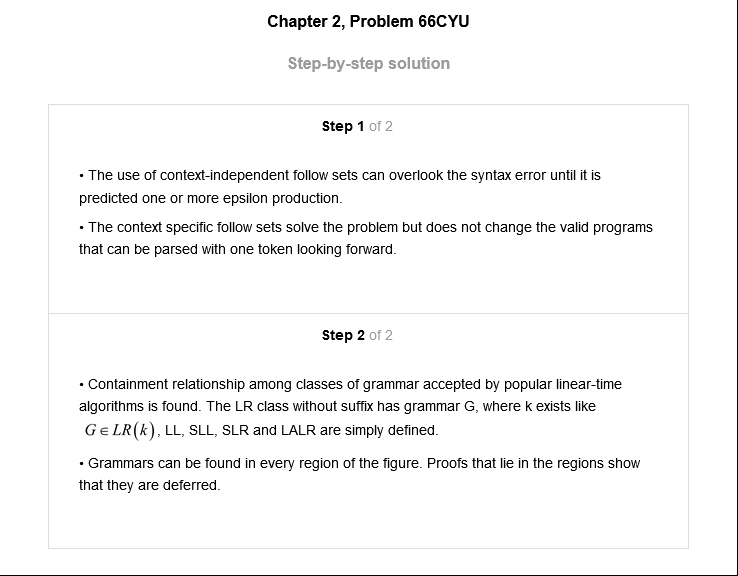 Chapter 2, Problem 66CYU
Step-by-step solution
Step 1 of 2
• The use of context-independent follow sets can overlook the syntax error until it is
predicted one or more epsilon production.
• The context specific follow sets solve the problem but does not change the valid programs
that can be parsed with one token looking forward.
Step 2 of 2
• Containment relationship among classes of grammar accepted by popular linear-time
algorithms is found. The LR class without suffix has grammar G, where k exists like
G ∈ LR(k), LL, SLL, SLR and LALR are simply defined.
• Grammars can be found in every region of the figure. Proofs that lie in the regions show
that they are deferred.